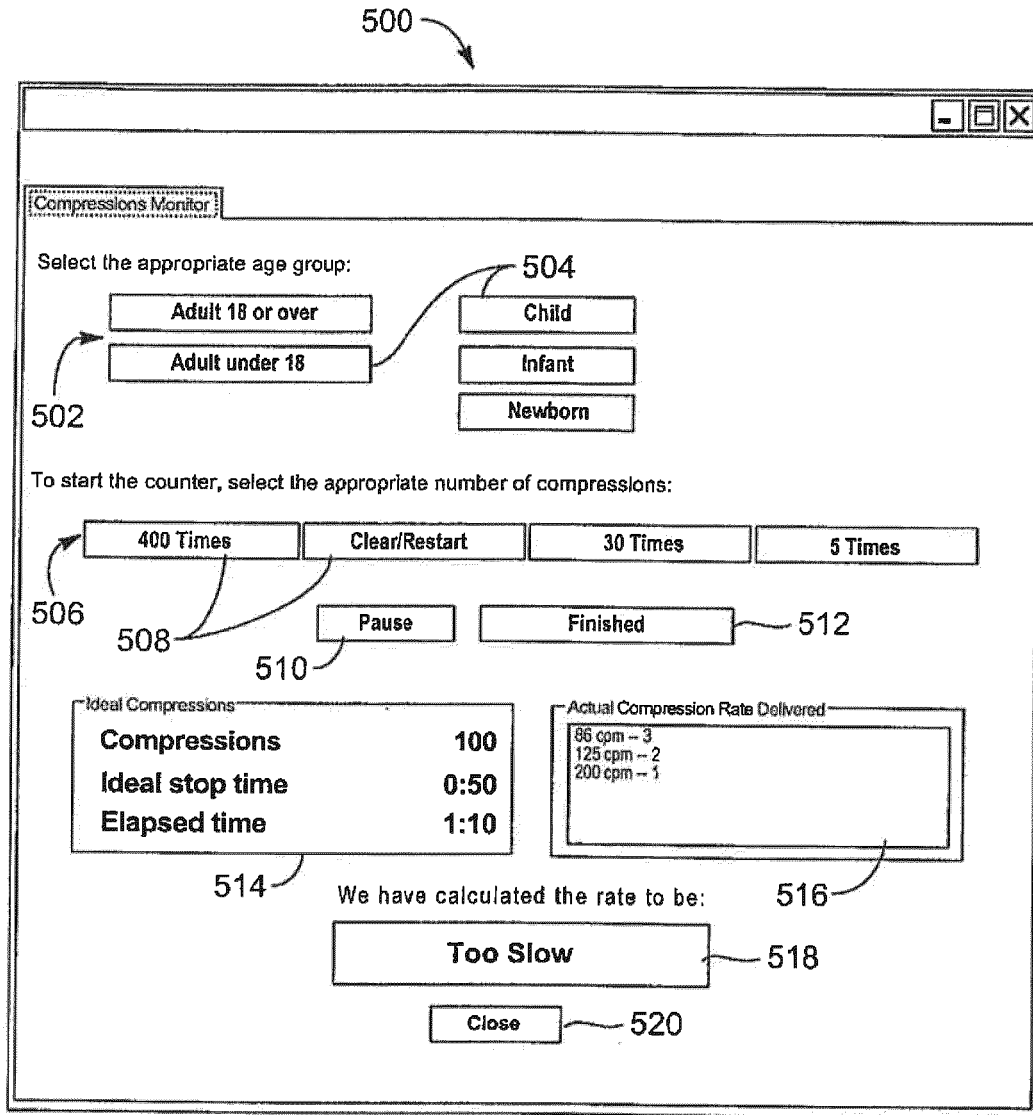 500
Compressions Monitor
Select the appropriate age group:
504
Adult 18 or over
Child
Adult under 18
Infant
502
Newborn
To start the counter, select the appropriate number of compressions:
400 Times
Clear/Restart
30 Times
5 Times
506
508
Pause
Finished
512
510
Ideal Compressions
Compressions 100
Ideal stop time 0:50
Elapsed time 1:10
514
Actual Compression Rate Delivered
86 cpm – 3
125 cpm – 2
200 cpm – 1
516
We have calculated the rate to be:
Too Slow
518
Close
520